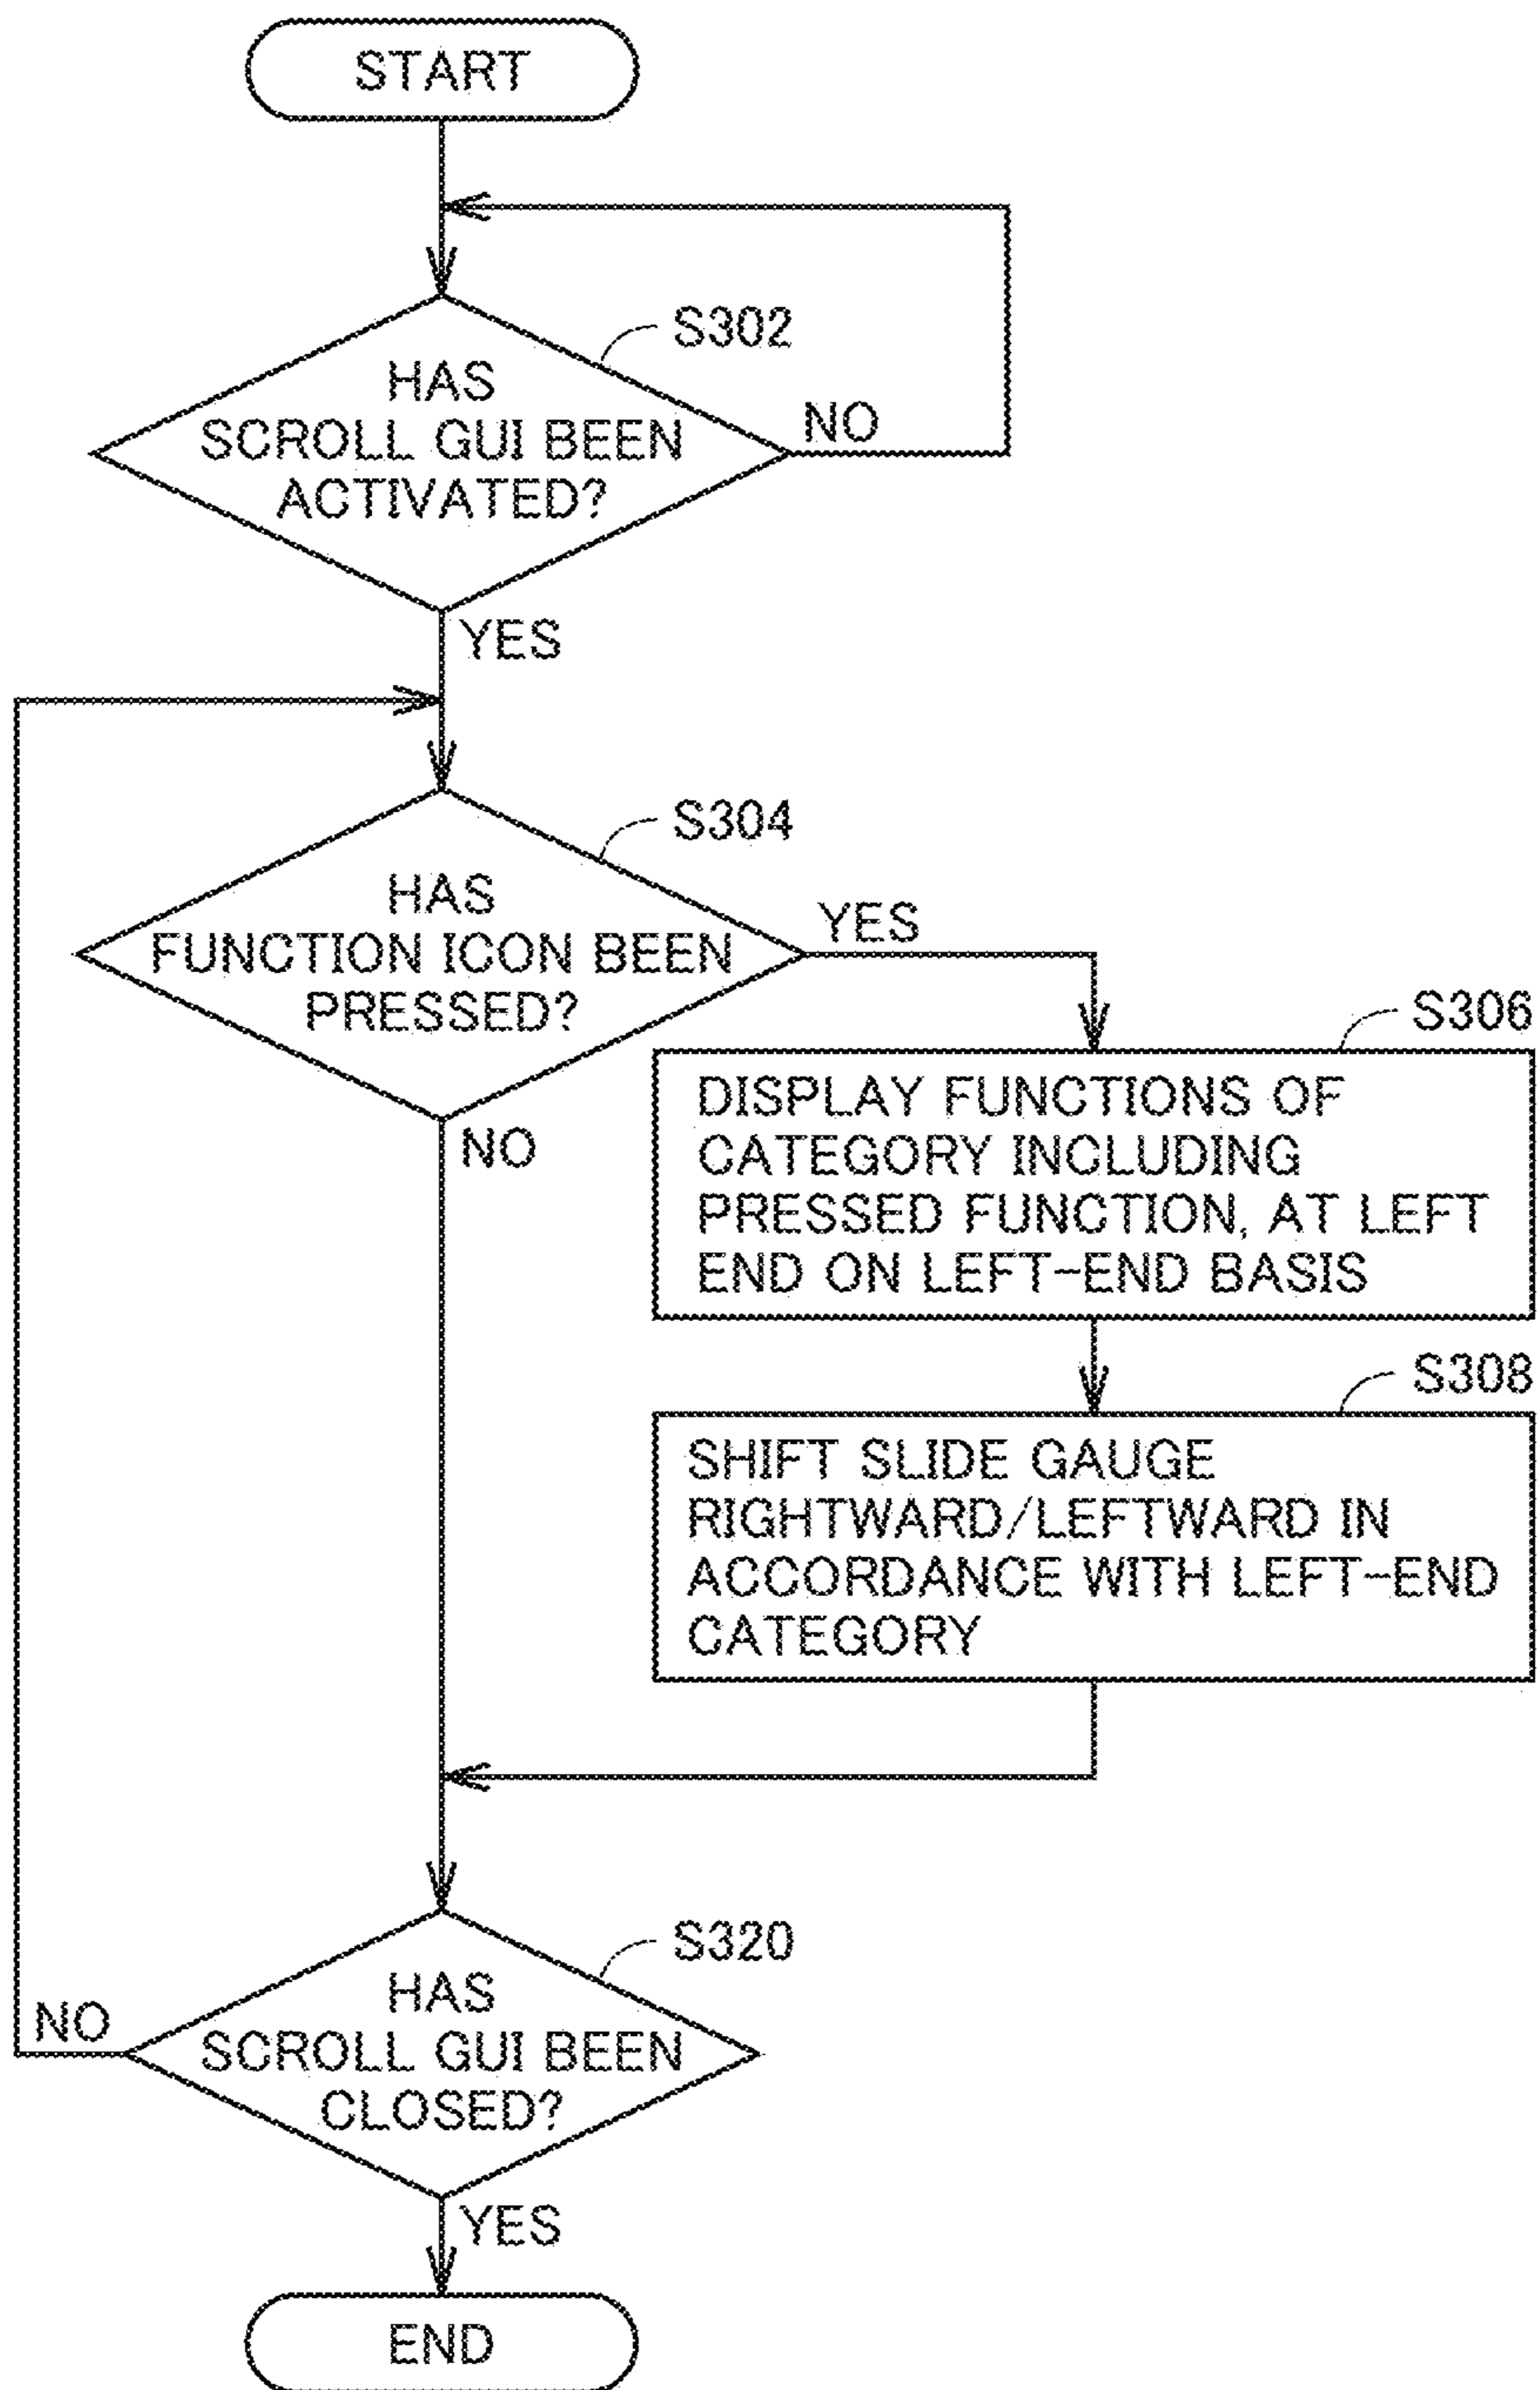 START
S302
HAS
SCROLL GUI BEEN
ACTIVATED?
NO
YES
S304
HAS
FUNCTION ICON BEEN
PRESSED?
YES
NO
S306
DISPLAY FUNCTIONS OF
CATEGORY INCLUDING
PRESSED FUNCTION, AT LEFT
END ON LEFT-END BASIS
S308
SHIFT SLIDE GAUGE
RIGHTWARD/LEFTWARD IN
ACCORDANCE WITH LEFT-END
CATEGORY
S320
HAS
SCROLL GUI BEEN
CLOSED?
NO
YES
END